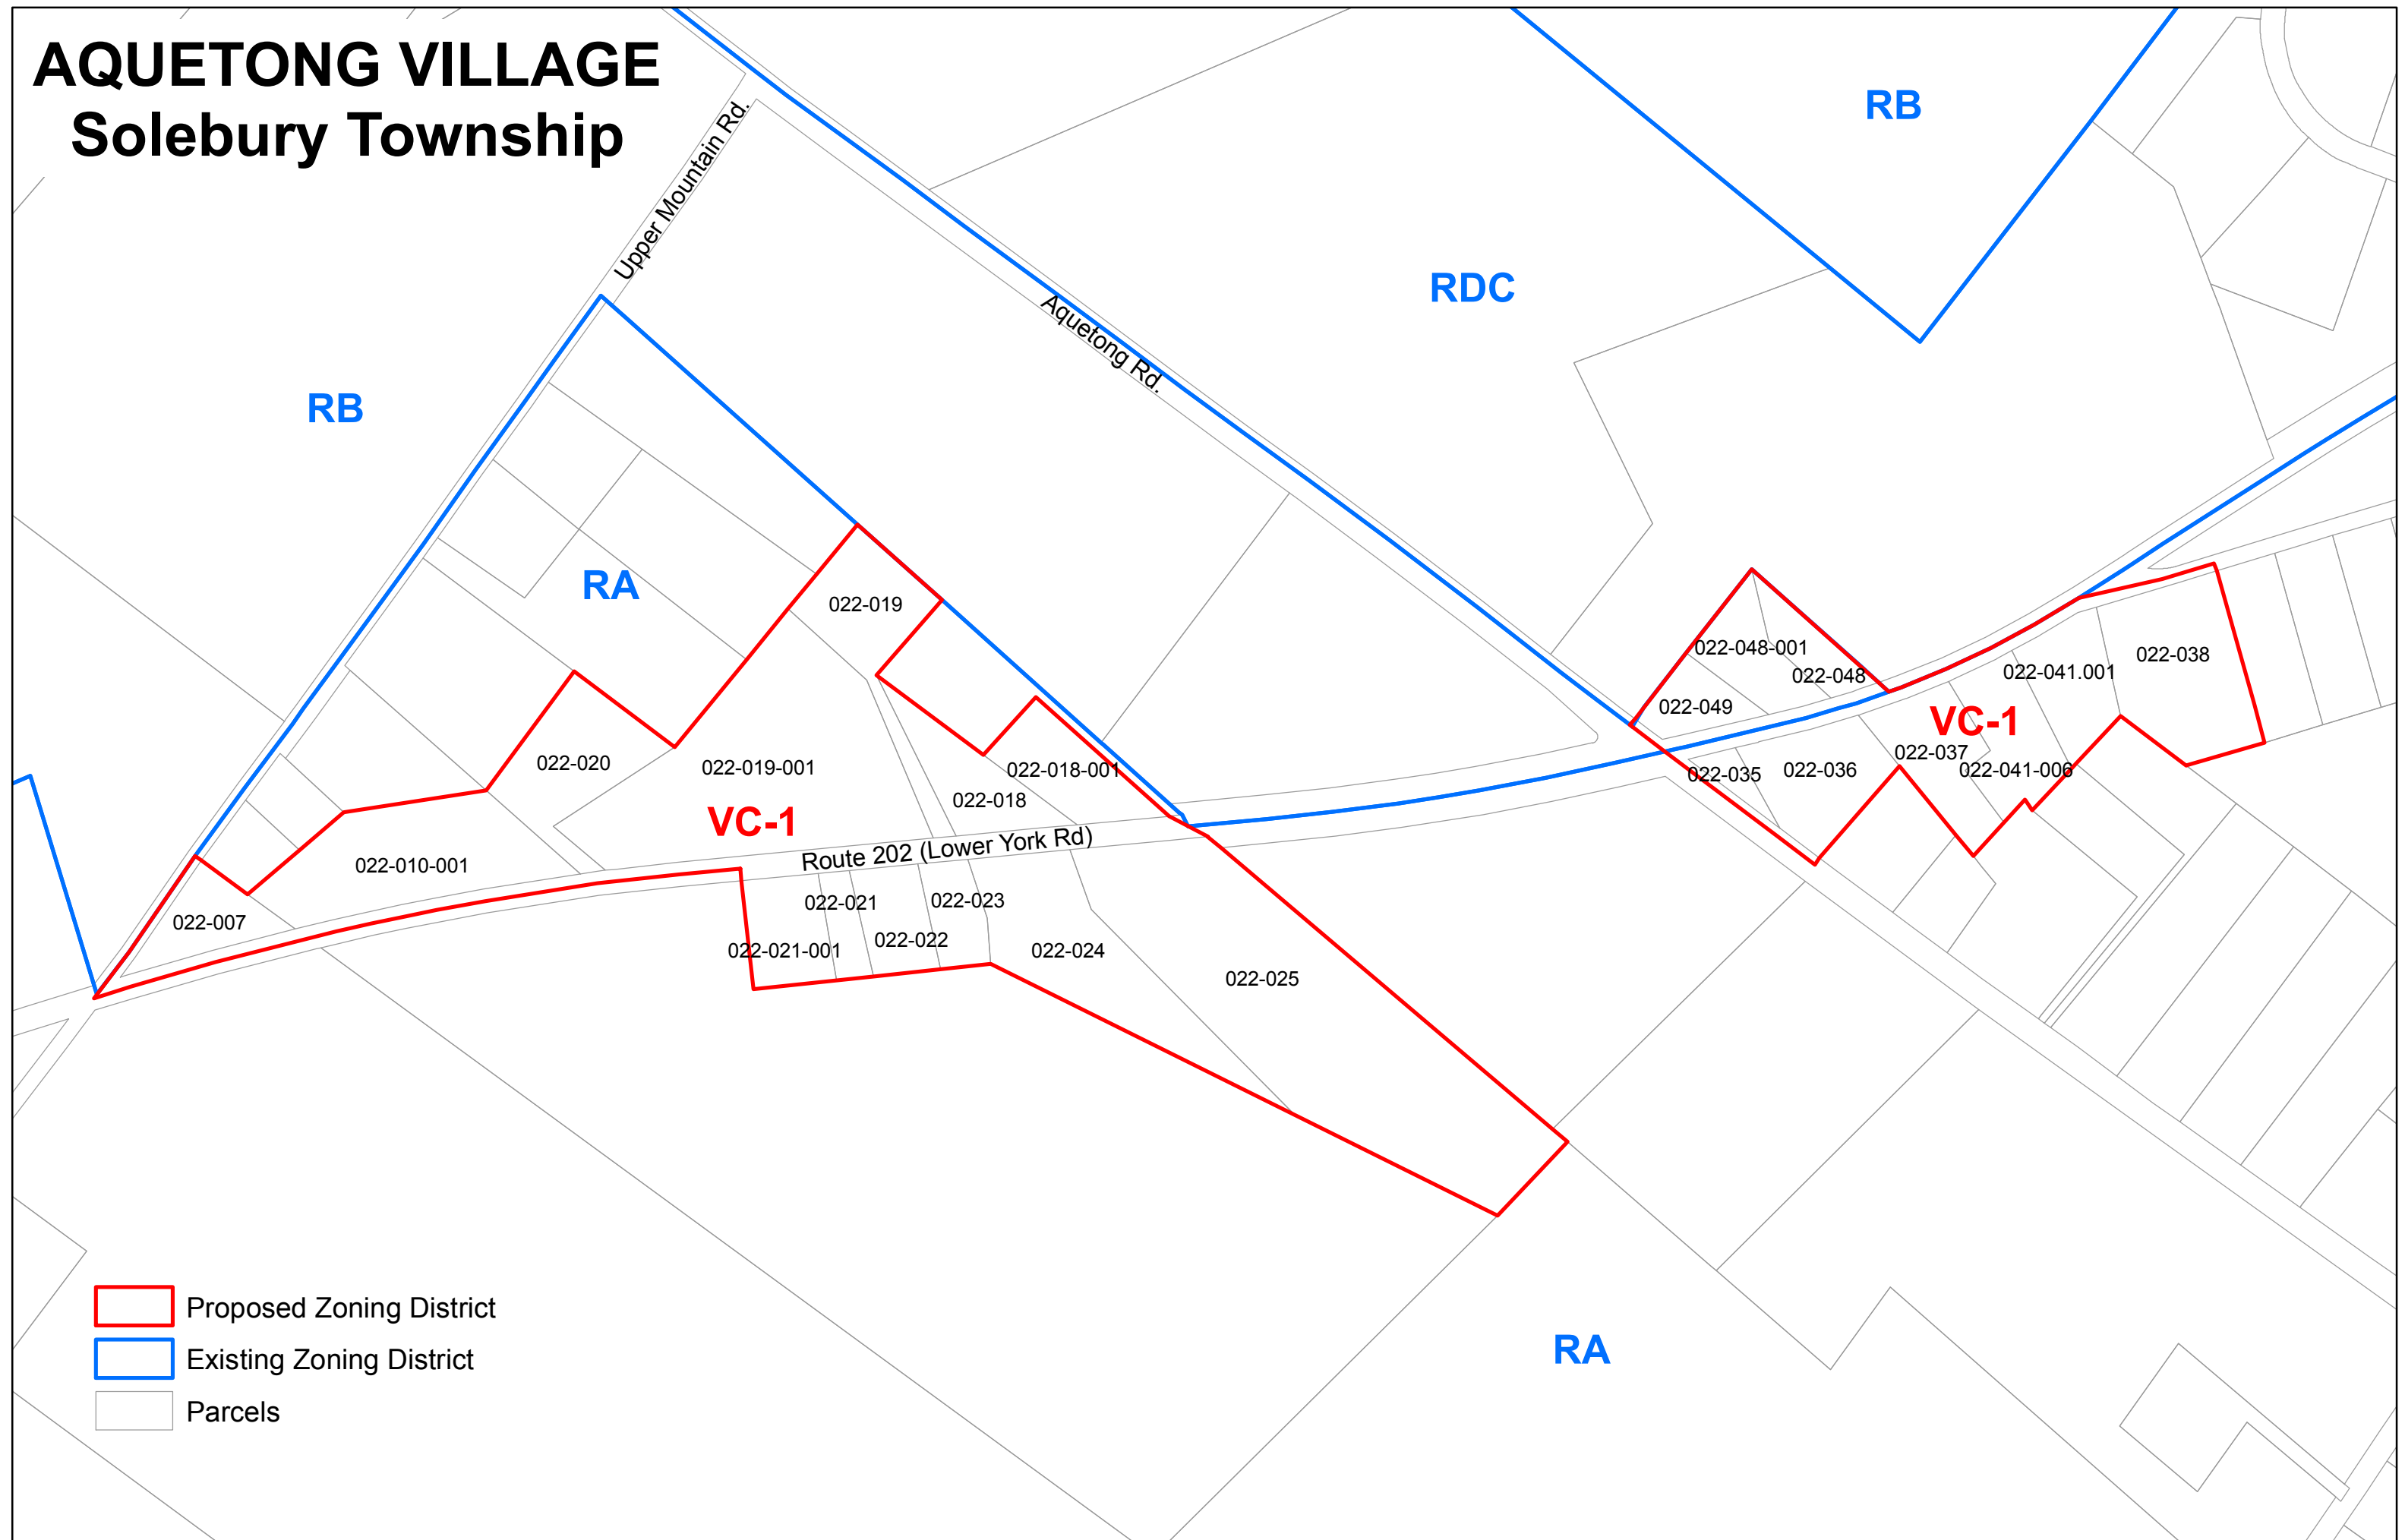 AQUETONG VILLAGE
Solebury Township
RB
Upper Mountain Rd.
RDC
Aquetong Rd.
RB
RA
022-019
022-048-001
022-048
022-041.001
022-038
022-049
VC-1
022-020
022-019-001
022-018-001
022-037
022-035
022-036
022-041-006
022-018
VC-1
Route 202 (Lower York Rd)
022-010-001
022-007
022-021
022-023
022-021-001
022-022
022-024
022-025
RA
Proposed Zoning District
Existing Zoning District
Parcels